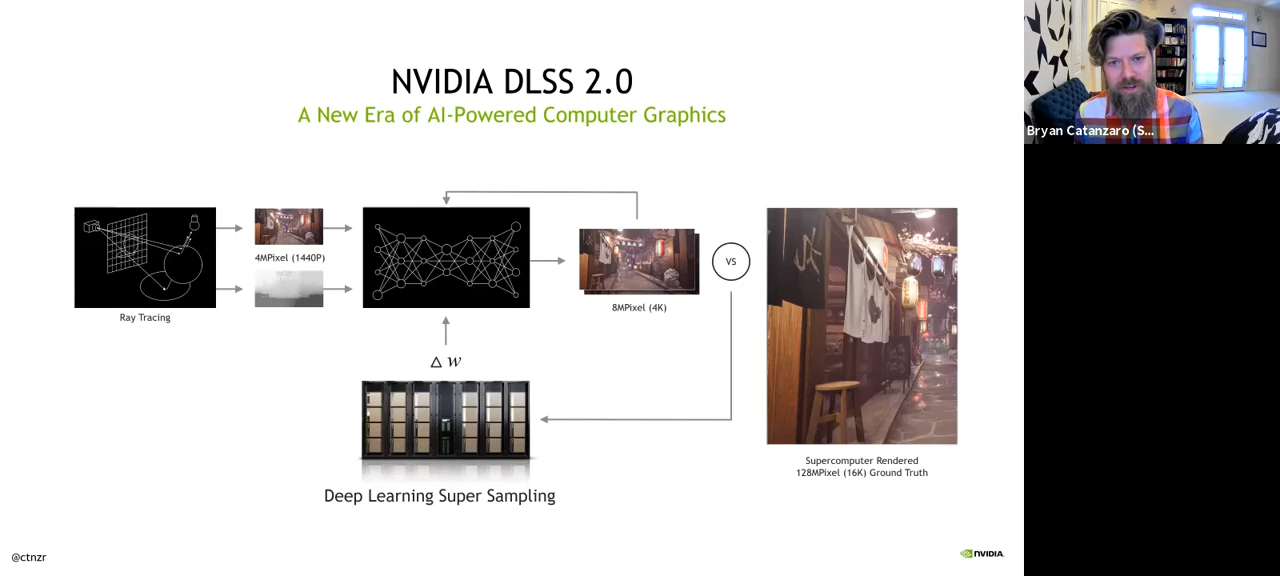 NVIDIA DLSS 2.0
A New Era of AI-Powered Computer Graphics
Bryan Catanzaro (S...
4MPixel (1440P)
Ray Tracing
VS
8MPixel (4K)
Δ w
Supercomputer Rendered
128MPixel (16K) Ground Truth
Deep Learning Super Sampling
@ctnzr
NVIDIA.